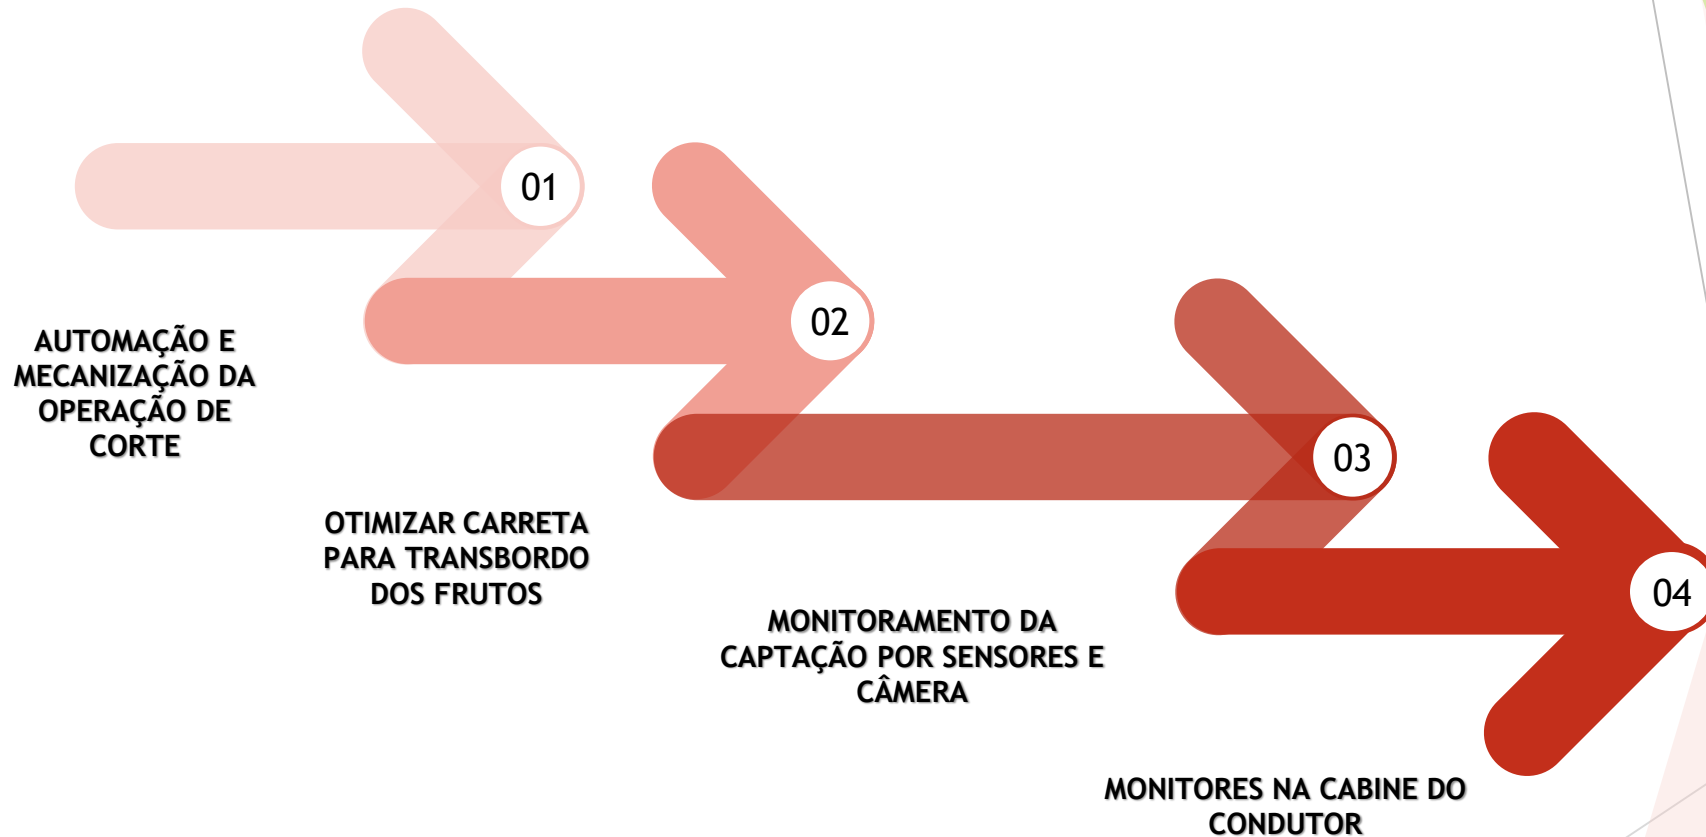 01
AUTOMAÇÃO E
MECANIZAÇÃO DA
OPERAÇÃO DE
CORTE
02
OTIMIZAR CARRETA
PARA TRANSBORDO
DOS FRUTOS
03
MONITORAMENTO DA
CAPTAÇÃO POR SENSORES E
CÂMERA
04
MONITORES NA CABINE DO
CONDUTOR